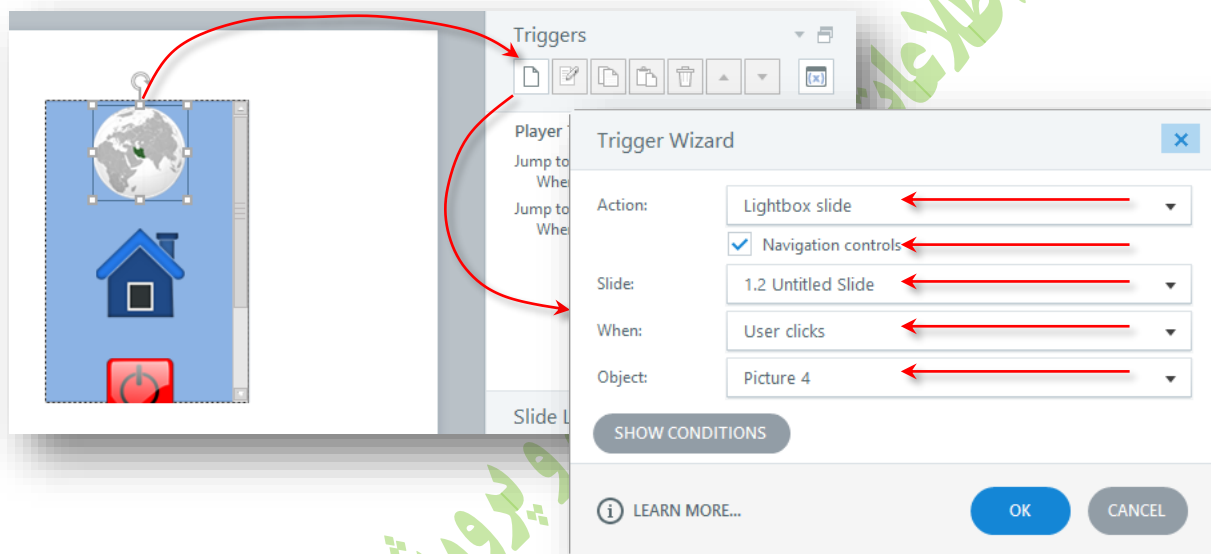 Triggers
(x)
Player
Jump to
Whe
Jump to
Whe
Slide L
Trigger Wizard
Action:
Lightbox slide
Navigation controls
Slide:
1.2 Untitled Slide
When:
User clicks
Object:
Picture 4
SHOW CONDITIONS
LEARN MORE...
OK
CANCEL